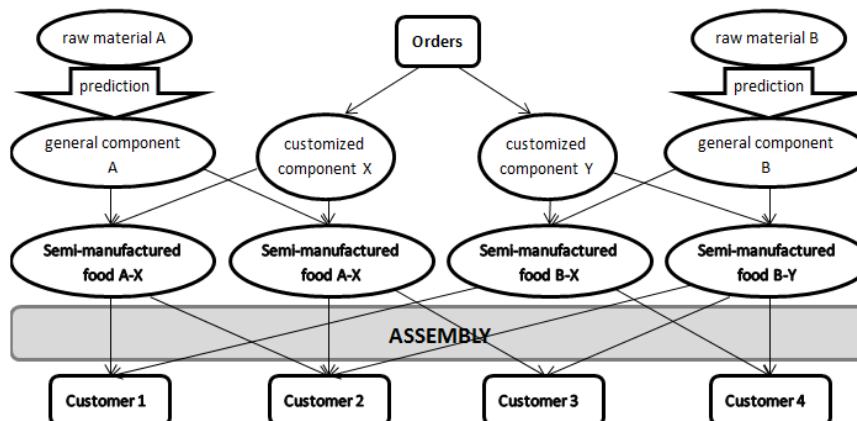 raw material A
Orders
raw material B
prediction
prediction
general component
A
customized
component X
customized
component Y
general component
B
Semi-manufactured
food A-X
Semi-manufactured
food A-X
Semi-manufactured
food B-X
Semi-manufactured
food B-Y
ASSEMBLY
Customer 1
Customer 2
Customer 3
Customer 4